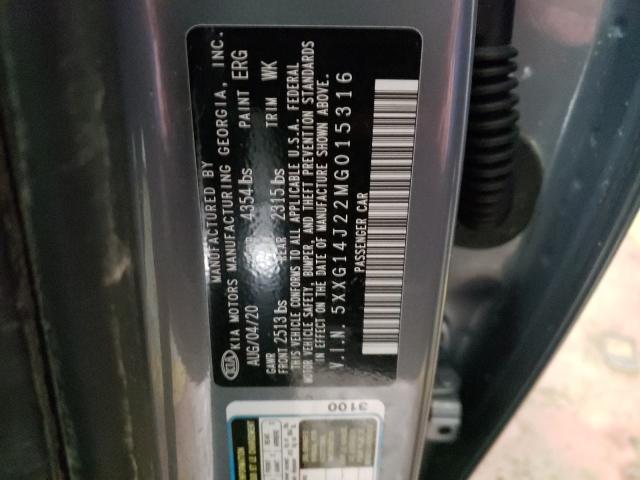 MANUFACTURED BY
KIA KIA MOTORS MANUFACTURING GEORGIA, INC.
AUG/04/20 4354 lbs PAINT ERG
GAWR
FRONT 2513 lbs REAR 2315 lbs TRIM WK
THIS VEHICLE CONFORMS TO ALL APPLICABLE U.S.A. FEDERAL
MOTOR VEHICLE SAFETY, BUMPER, AND THEFT PREVENTION STANDARDS
IN EFFECT ON THE DATE OF MANUFACTURE SHOWN ABOVE.
V.I.N. 5XXG14J22MG015316
PASSENGER CAR
3100